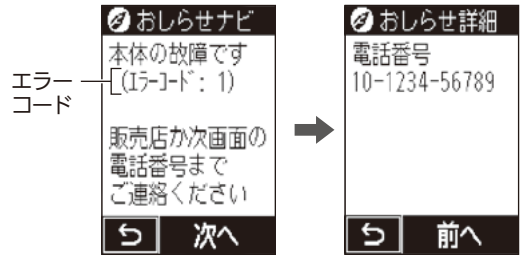 エラー
コード
おしらせナビ
本体の故障です
(ｴﾗｰｺｰﾄﾞ: 1)
販売店か次画面の
電話番号まで
ご連絡ください
次へ
おしらせ詳細
電話番号
10-1234-56789
前へ